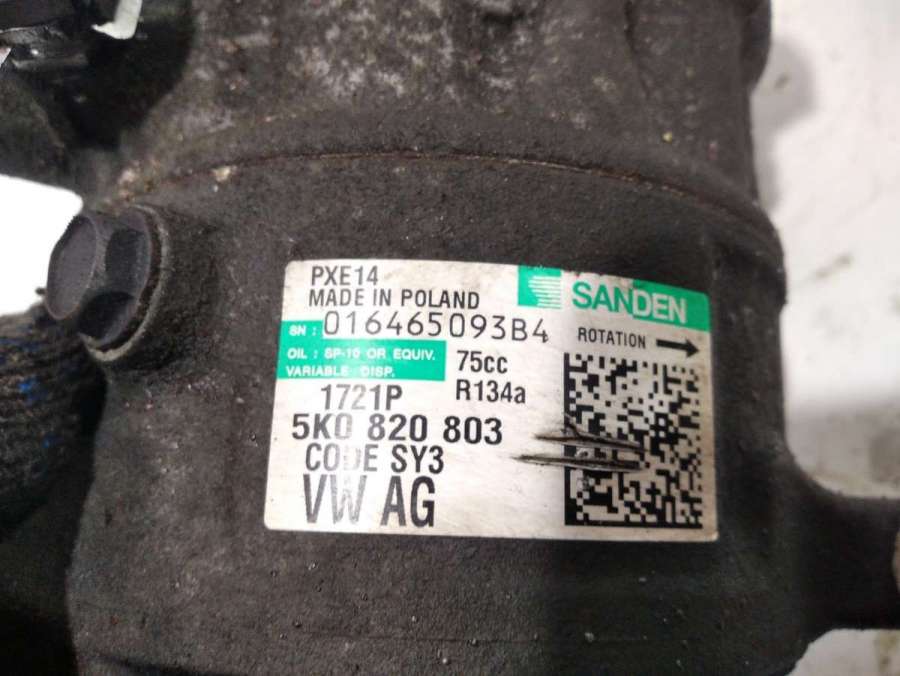 PXE14
MADE IN POLAND
SANDEN
SN : 016465093B4
ROTATION
OIL : SP-10 OR EQUIV.
VARIABLE DISP.
75cc
R134a
1721P
5K0 820 803
CODE SY3
VW AG